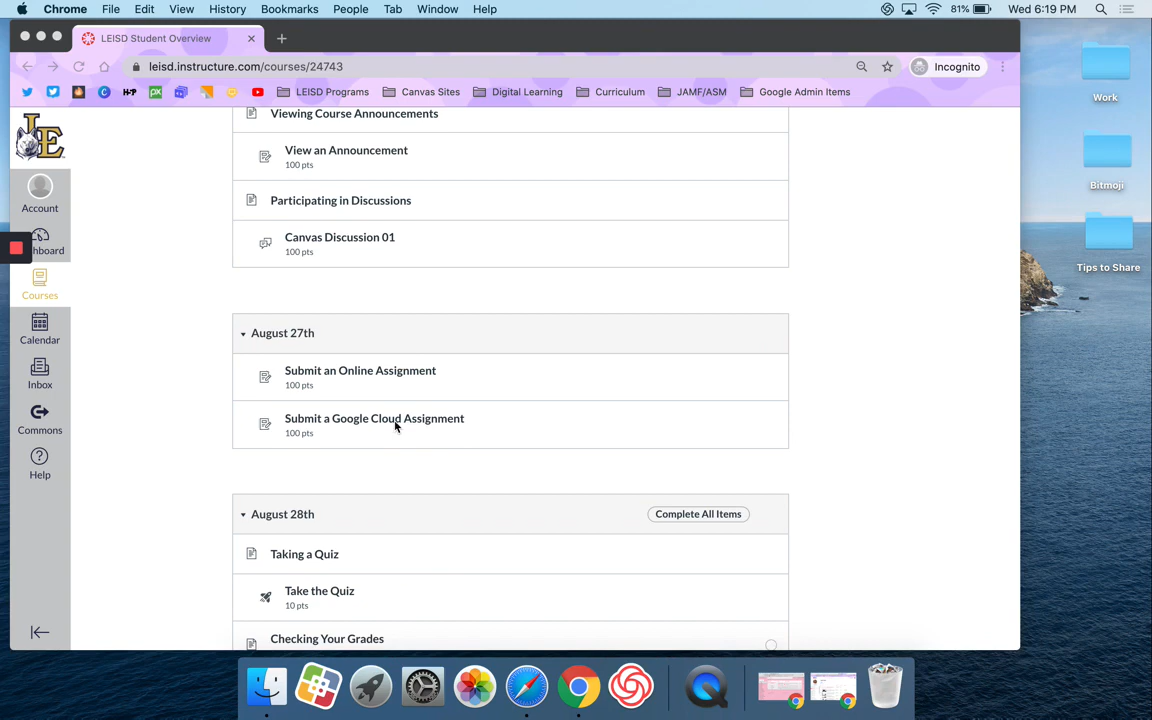 Chrome File Edit View History Bookmarks People Tab Window Help 81% Wed 6:19 PM
LEISD Student Overview
leisd.instructure.com/courses/24743 Incognito
LEISD Programs Canvas Sites Digital Learning Curriculum JAMF/ASM Google Admin Items
Work
Bitmoji
Tips to Share
LE
Account
hboard
Courses
Calendar
Inbox
Commons
Help
Viewing Course Announcements
View an Announcement
100 pts
Participating in Discussions
Canvas Discussion 01
100 pts
August 27th
Submit an Online Assignment
100 pts
Submit a Google Cloud Assignment
100 pts
August 28th Complete All Items
Taking a Quiz
Take the Quiz
10 pts
Checking Your Grades